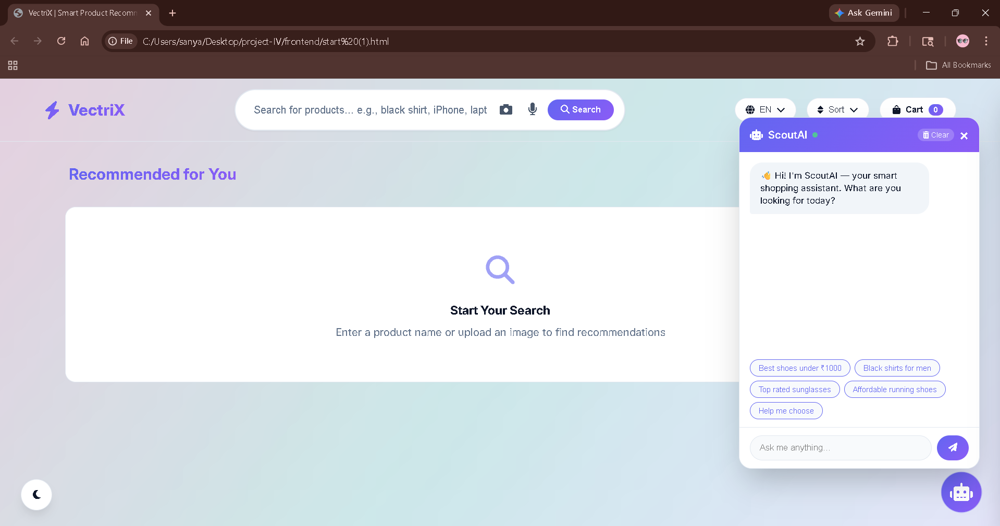 VectriX | Smart Product Recomm
Ask Gemini
File
C:/Users/sanya/Desktop/project-IV/frontend/start%20(1).html
All Bookmarks
VectriX
Search for products... e.g., black shirt, iPhone, lapt
Search
EN
Sort
Cart 0
ScoutAI
Clear
Recommended for You
👋 Hi! I'm ScoutAI — your smart
shopping assistant. What are you
looking for today?
Start Your Search
Enter a product name or upload an image to find recommendations
Best shoes under ₹1000
Black shirts for men
Top rated sunglasses
Affordable running shoes
Help me choose
Ask me anything...